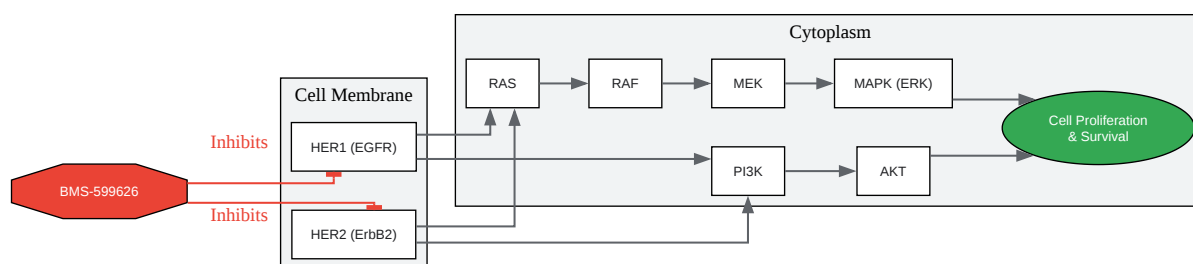 Cytoplasm
RAS
RAF
MEK
MAPK (ERK)
Cell Membrane
Cell Proliferation
& Survival
Inhibits
HER1 (EGFR)
PI3K
AKT
BMS-599626
Inhibits
HER2 (ErbB2)